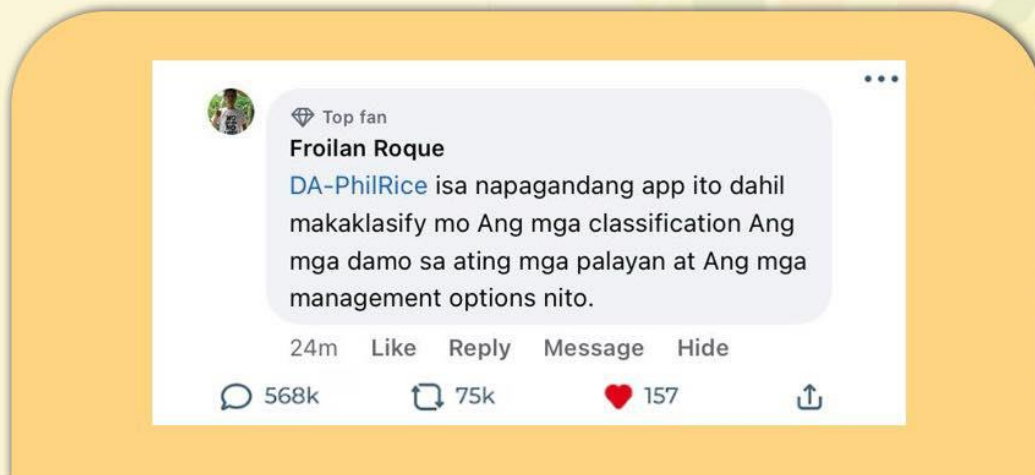 Top fan
Froilan Roque
DA-PhilRice isa napagandang app ito dahil
makaklasify mo Ang mga classification Ang
mga damo sa ating mga palayan at Ang mga
management options nito.
24m Like Reply Message Hide
568k 75k 157